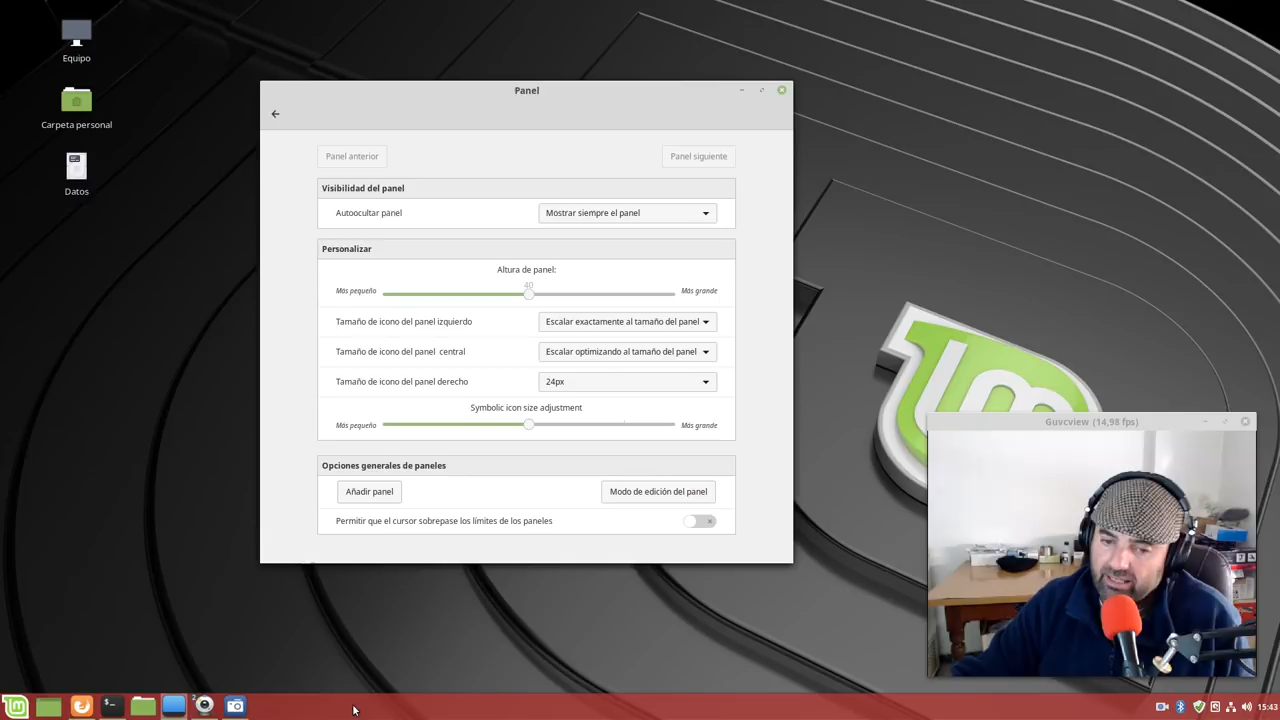 Equipo
Carpeta personal
Datos
Panel
Panel anterior
Panel siguiente
Visibilidad del panel
Autoocultar panel
Mostrar siempre el panel
Personalizar
Altura de panel:
40
Más pequeño
Más grande
Tamaño de icono del panel izquierdo
Escalar exactamente al tamaño del panel
Tamaño de icono del panel  central
Escalar optimizando al tamaño del panel
Tamaño de icono del panel derecho
24px
Symbolic icon size adjustment
Más pequeño
Más grande
Opciones generales de paneles
Añadir panel
Modo de edición del panel
Permitir que el cursor sobrepase los límites de los paneles
Guvcview (14,98 fps)
2
15:43